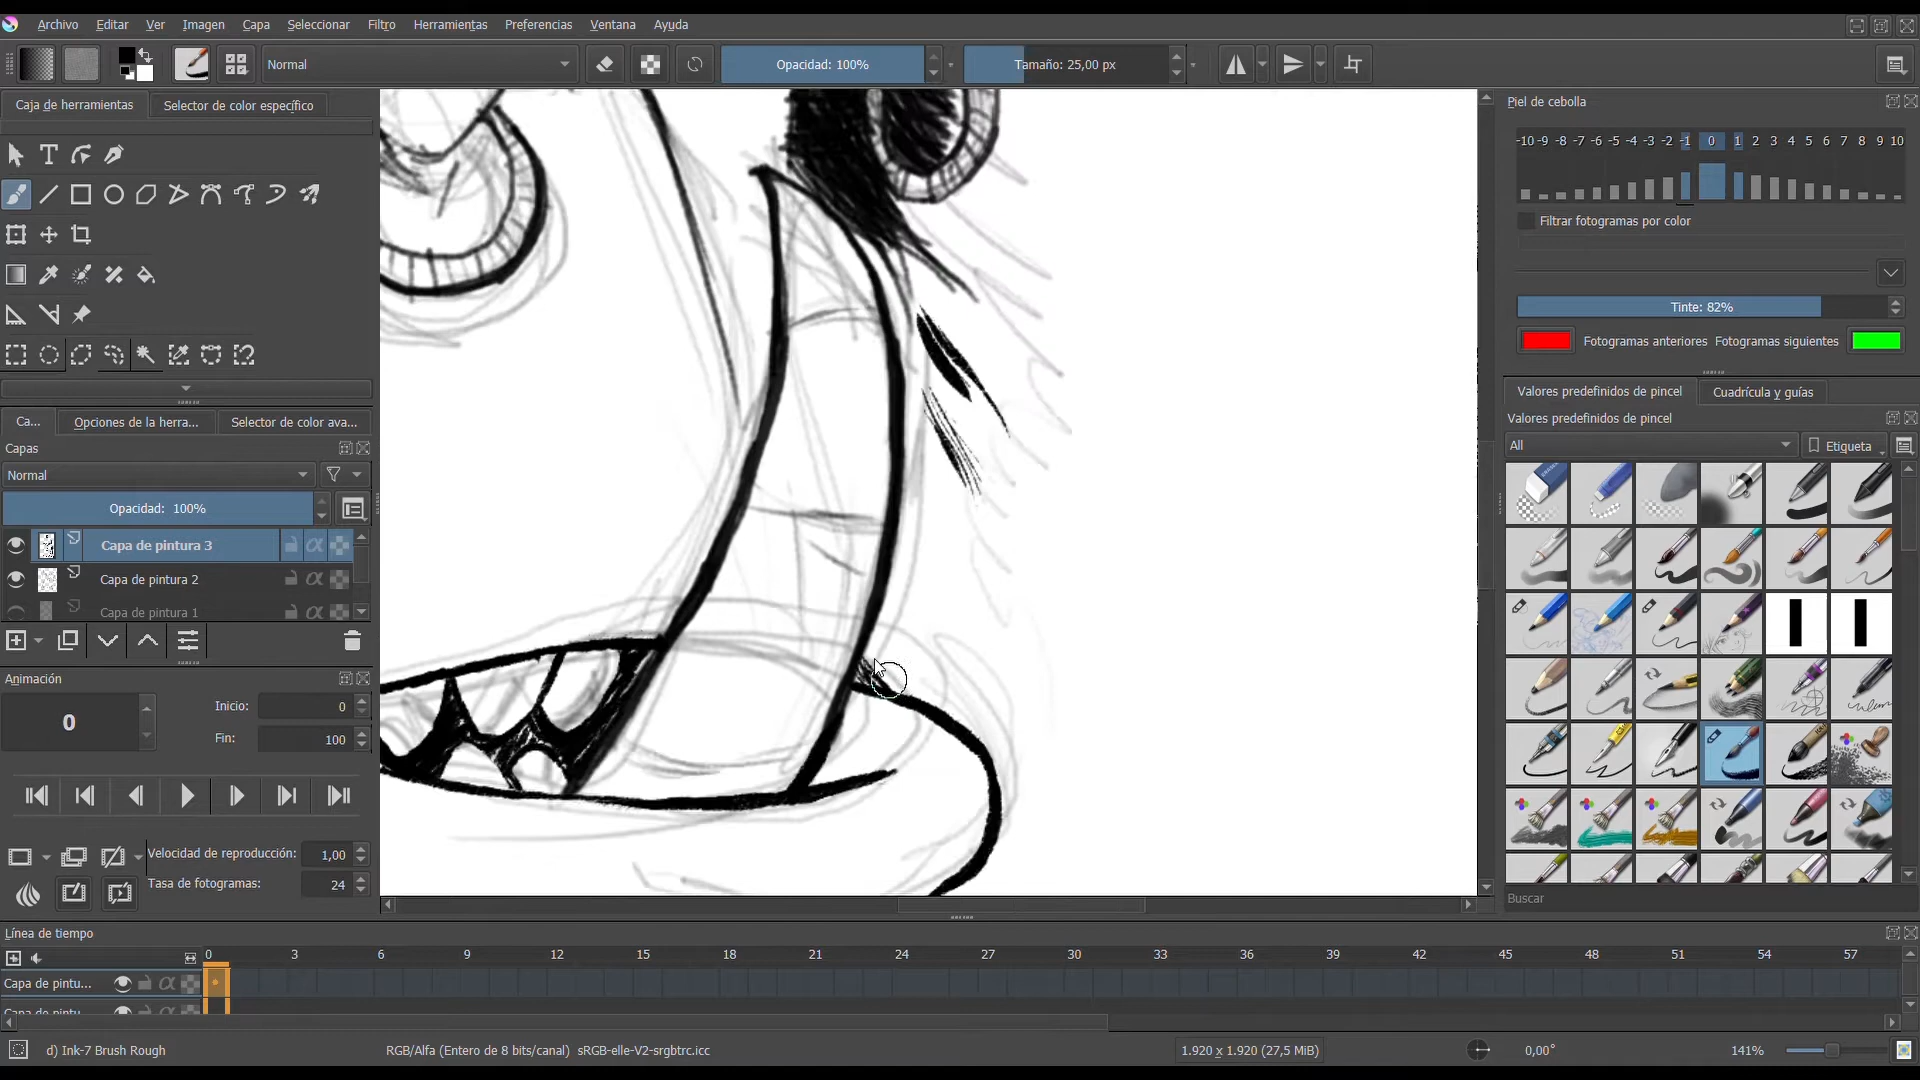 Archivo Editar Ver Imagen Capa Seleccionar Filtro Herramientas Preferencias Ventana Ayuda
Normal Opacidad: 100% Tamaño: 25,00 px
Caja de herramientas Selector de color específico
Ca... Opciones de la herra... Selector de color ava...
Capas
Normal
Opacidad: 100%
Capa de pintura 3
Capa de pintura 2
Capa de pintura 1
Animación
0 Inicio: 0
Fin: 100
Velocidad de reproducción: 1,00
Tasa de fotogramas: 24
Piel de cebolla
-10 -9 -8 -7 -6 -5 -4 -3 -2 -1 0 1 2 3 4 5 6 7 8 9 10
Filtrar fotogramas por color
Tinte: 82%
Fotogramas anteriores Fotogramas siguientes
Valores predefinidos de pincel Cuadrícula y guías
Valores predefinidos de pincel
All Etiqueta
Buscar
Línea de tiempo
0 3 6 9 12 15 18 21 24 27 30 33 36 39 42 45 48 51 54 57
Capa de pintu...
Capa de pintu...
d) Ink-7 Brush Rough RGB/Alfa (Entero de 8 bits/canal) sRGB-elle-V2-srgbtrc.icc 1.920 x 1.920 (27,5 MiB) 0,00° 141%